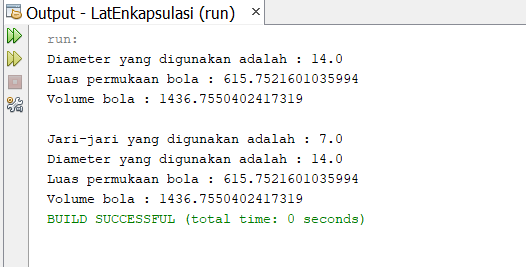 Output - LatEnkapsulasi (run) ×
run:
Diameter yang digunakan adalah : 14.0
Luas permukaan bola : 615.7521601035994
Volume bola : 1436.7550402417319
Jari-jari yang digunakan adalah : 7.0
Diameter yang digunakan adalah : 14.0
Luas permukaan bola : 615.7521601035994
Volume bola : 1436.7550402417319
BUILD SUCCESSFUL (total time: 0 seconds)